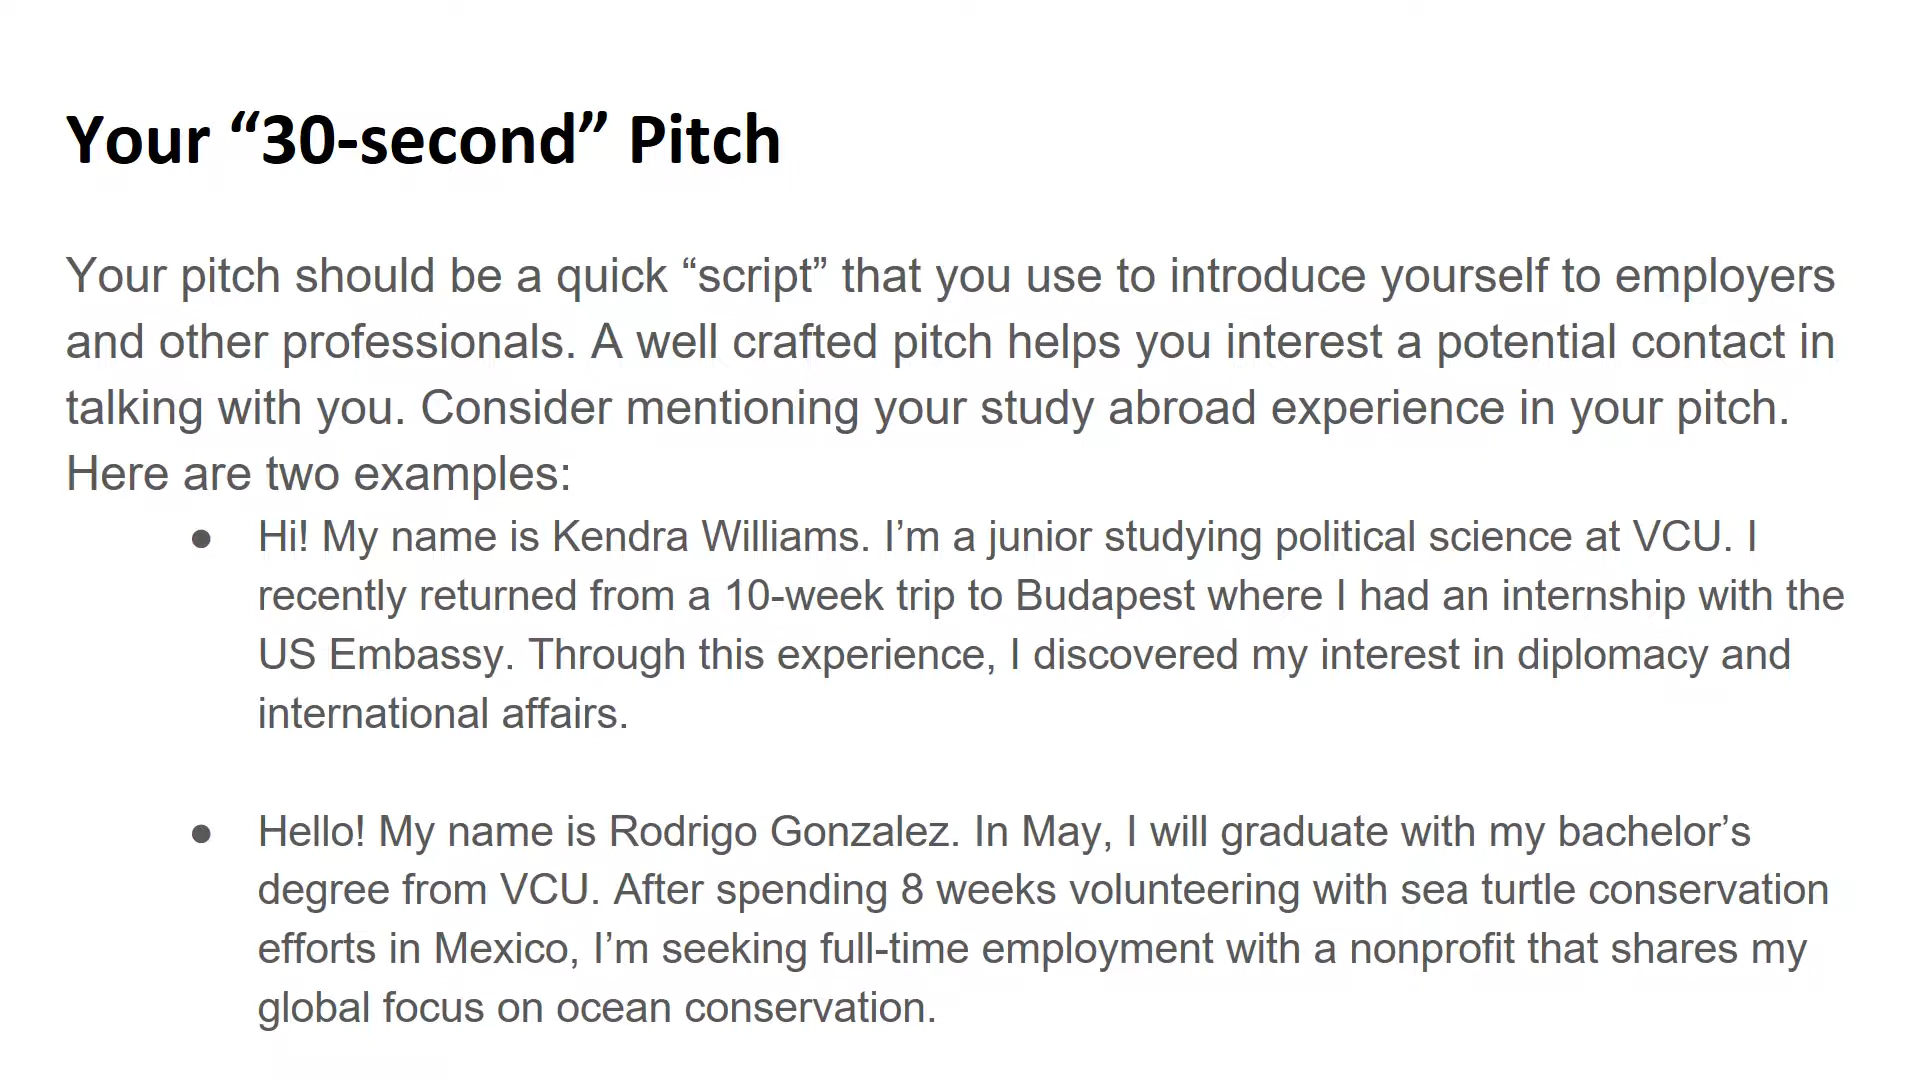 Your “30-second” Pitch
Your pitch should be a quick “script” that you use to introduce yourself to employers
and other professionals. A well crafted pitch helps you interest a potential contact in
talking with you. Consider mentioning your study abroad experience in your pitch.
Here are two examples:
● Hi! My name is Kendra Williams. I’m a junior studying political science at VCU. I
recently returned from a 10-week trip to Budapest where I had an internship with the
US Embassy. Through this experience, I discovered my interest in diplomacy and
international affairs.
● Hello! My name is Rodrigo Gonzalez. In May, I will graduate with my bachelor’s
degree from VCU. After spending 8 weeks volunteering with sea turtle conservation
efforts in Mexico, I’m seeking full-time employment with a nonprofit that shares my
global focus on ocean conservation.